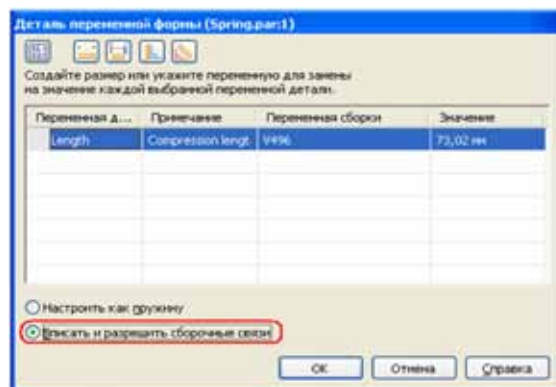 Деталь переменной формы (Spring.par:1)
Создайте размер или укажите переменную для замены
на значение каждой выбранной переменной детали.
Переменная д... Примечание Переменная сборки Значение
Length Compression lengt V496 73,02 мм
Настроить как пружину
Вписать и разрешить сборочные связи
ОК Отмена Справка